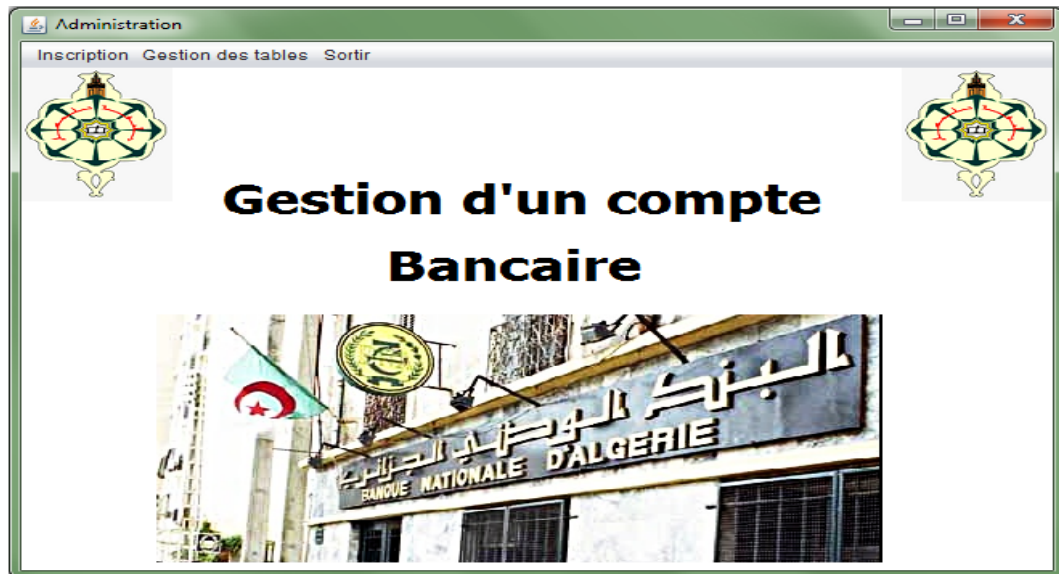 Administration
Inscription Gestion des tables Sortir
Gestion d'un compte
Bancaire
البنك الوطني الجزائري
BANQUE NATIONALE D'ALGERIE